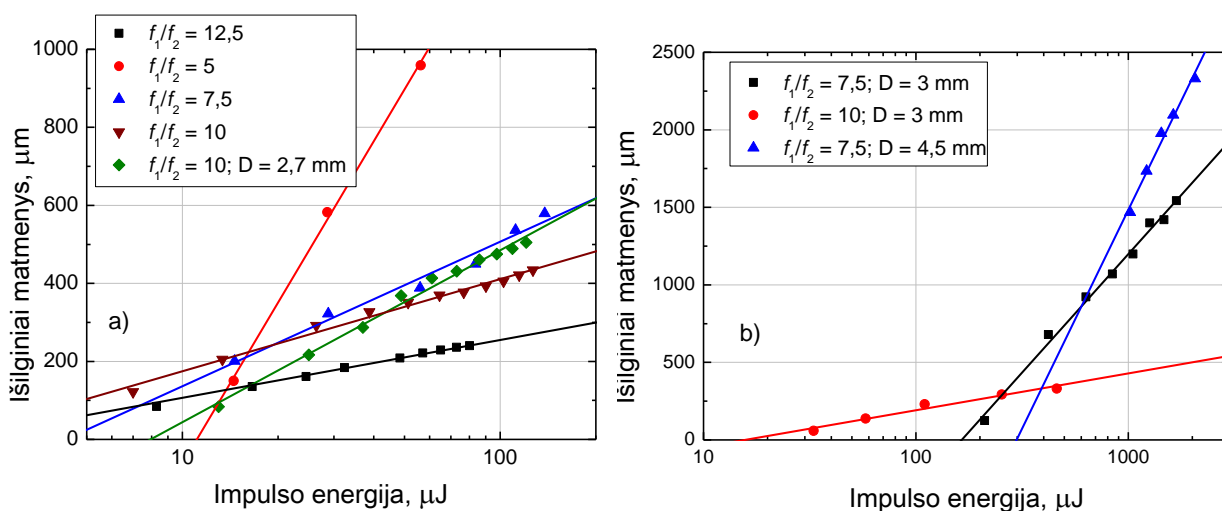 f₁/f₂ = 12,5
f₁/f₂ = 5
f₁/f₂ = 7,5
f₁/f₂ = 10
f₁/f₂ = 10; D = 2,7 mm
1000
800
600
400
200
0
10
100
a)
Išilginiai matmenys, μm
Impulso energija, μJ
f₁/f₂ = 7,5; D = 3 mm
f₁/f₂ = 10; D = 3 mm
f₁/f₂ = 7,5; D = 4,5 mm
2500
2000
1500
1000
500
0
10
100
1000
b)
Išilginiai matmenys, μm
Impulso energija, μJ